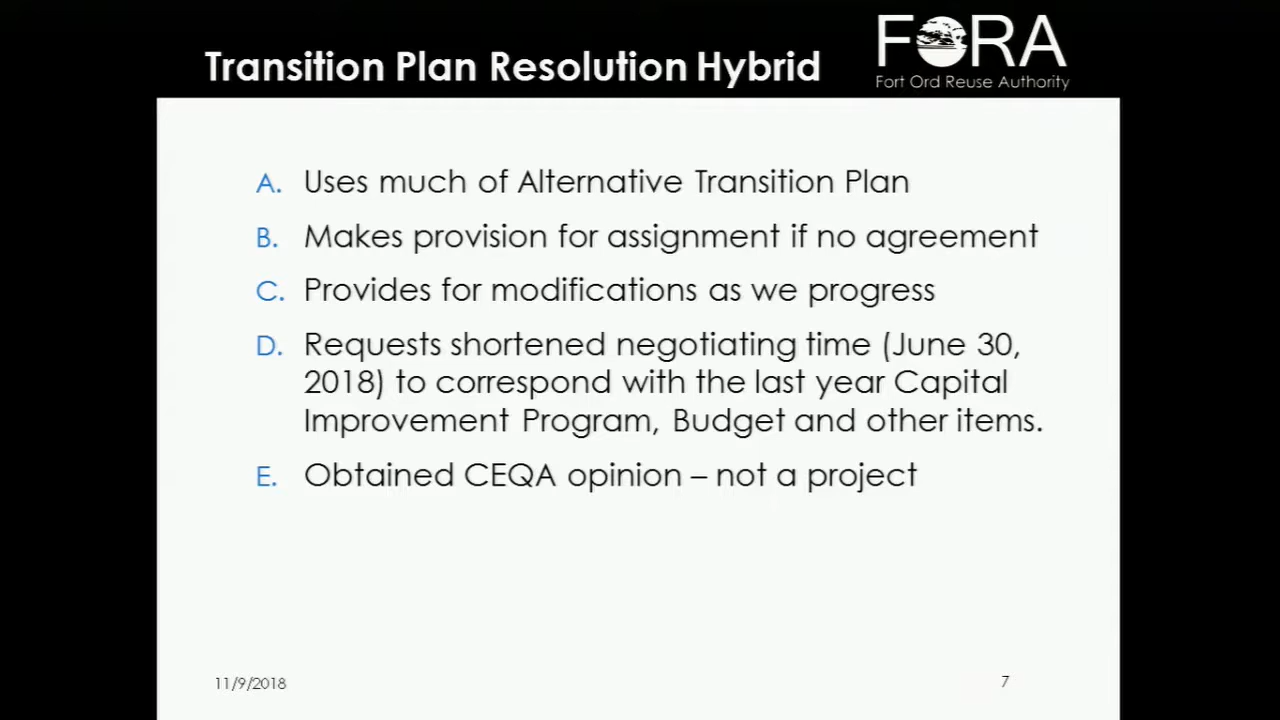 Transition Plan Resolution Hybrid
FORA
Fort Ord Reuse Authority
A. Uses much of Alternative Transition Plan
B. Makes provision for assignment if no agreement
C. Provides for modifications as we progress
D. Requests shortened negotiating time (June 30,
2018) to correspond with the last year Capital
Improvement Program, Budget and other items.
E. Obtained CEQA opinion – not a project
11/9/2018
7